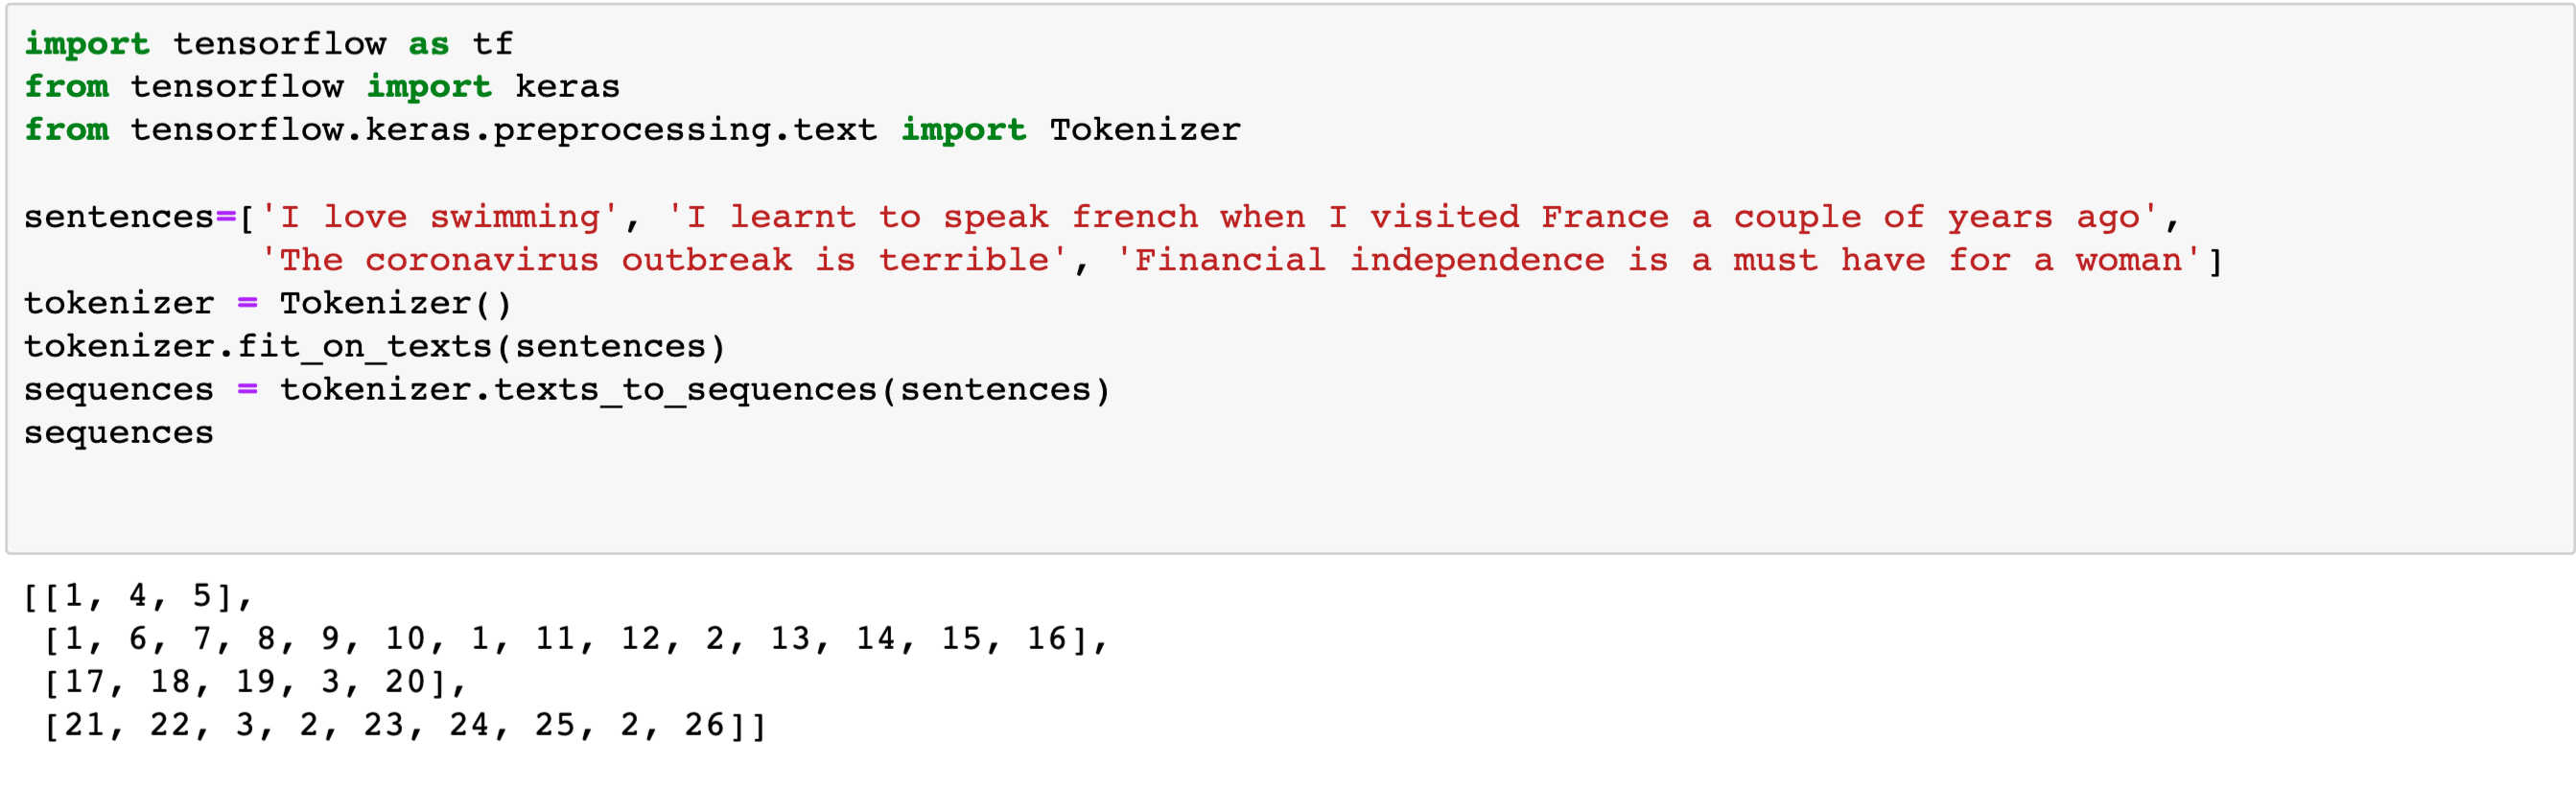 import tensorflow as tf
from tensorflow import keras
from tensorflow.keras.preprocessing.text import Tokenizer

sentences=['I love swimming', 'I learnt to speak french when I visited France a couple of years ago',
           'The coronavirus outbreak is terrible', 'Financial independence is a must have for a woman']
tokenizer = Tokenizer()
tokenizer.fit_on_texts(sentences)
sequences = tokenizer.texts_to_sequences(sentences)
sequences

[[1, 4, 5],
 [1, 6, 7, 8, 9, 10, 1, 11, 12, 2, 13, 14, 15, 16],
 [17, 18, 19, 3, 20],
 [21, 22, 3, 2, 23, 24, 25, 2, 26]]